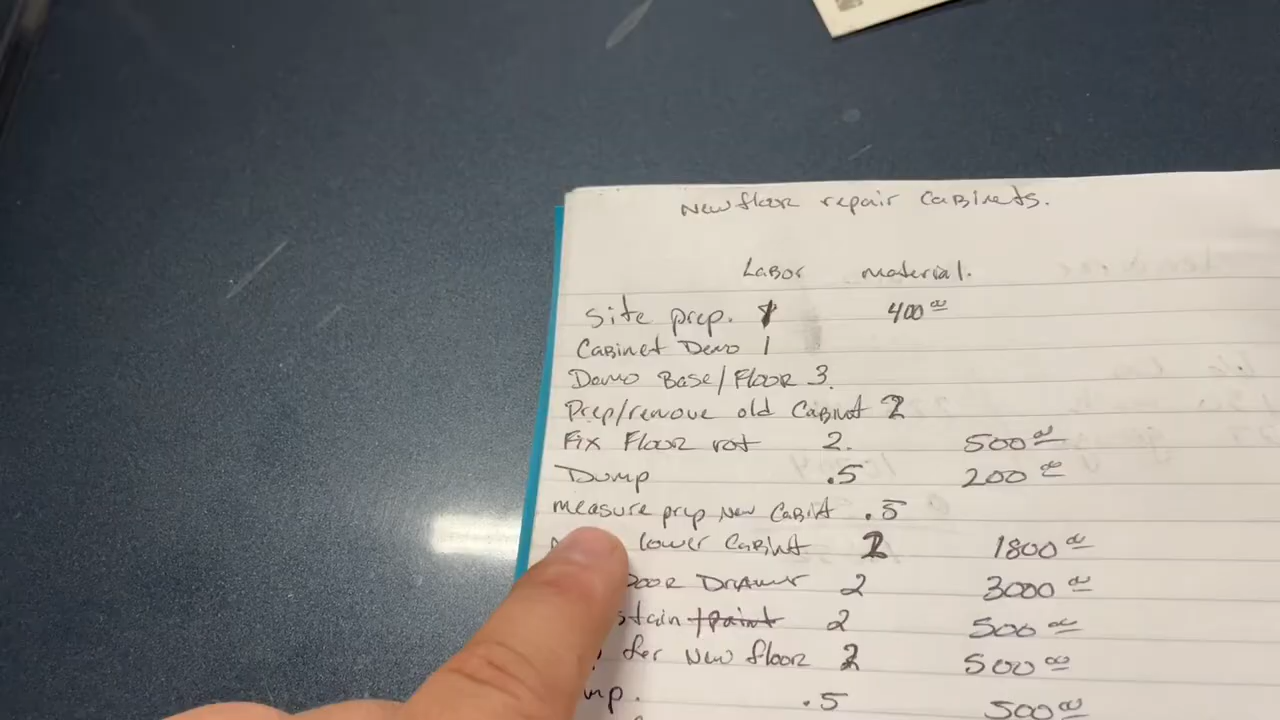 New floor repair Cabinets.
Labor material.
Site prep. 1 400.00
Cabinet Demo 1
Demo Base/Floor 3.
Prep/remove old Cabinet 2
Fix Floor rot 2. 500.00
Dump .5 200.00
measure prep New Cabint .5
lower Cabint 2 1800.00
Door Drawer 2 3000.00
stain + paint 2 500.00
for New floor 2 500.00
.5 500.00